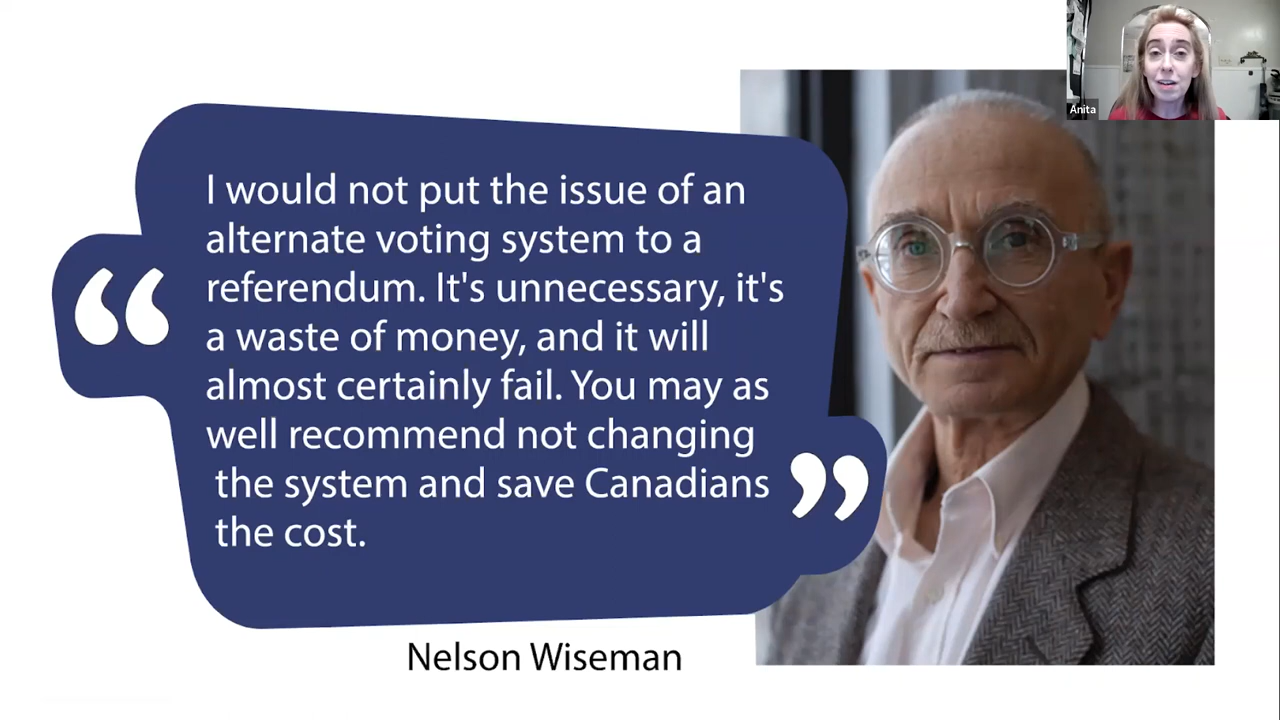 Anita
“
I would not put the issue of an
alternate voting system to a
referendum. It's unnecessary, it's
a waste of money, and it will
almost certainly fail. You may as
well recommend not changing
the system and save Canadians
the cost.
”
Nelson Wiseman